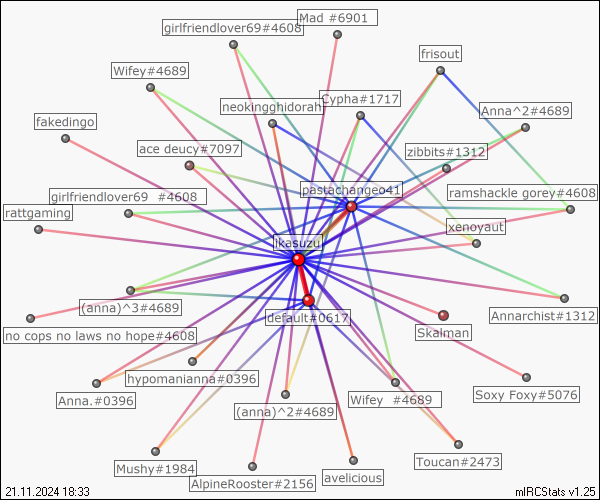 Mad #6901
girlfriendlover69#4608
frisout
Wifey#4689
neokingghidorah
Cypha#1717
Anna^2#4689
fakedingo
ace deucy#7097
zibbits#1312
pastachangeo41
ramshackle gorey#4608
girlfriendlover69 #4608
rattgaming
xenoyaut
ikasuzu
(anna)^3#4689
Annarchist#1312
default#0617
no cops no laws no hope#4608
Skalman
hypomanianna#0396
Anna.#0396
(anna)^2#4689
Wifey #4689
Soxy Foxy#5076
Mushy#1984
AlpineRooster#2156
avelicious
Toucan#2473
21.11.2024 18:33
mIRCStats v1.25